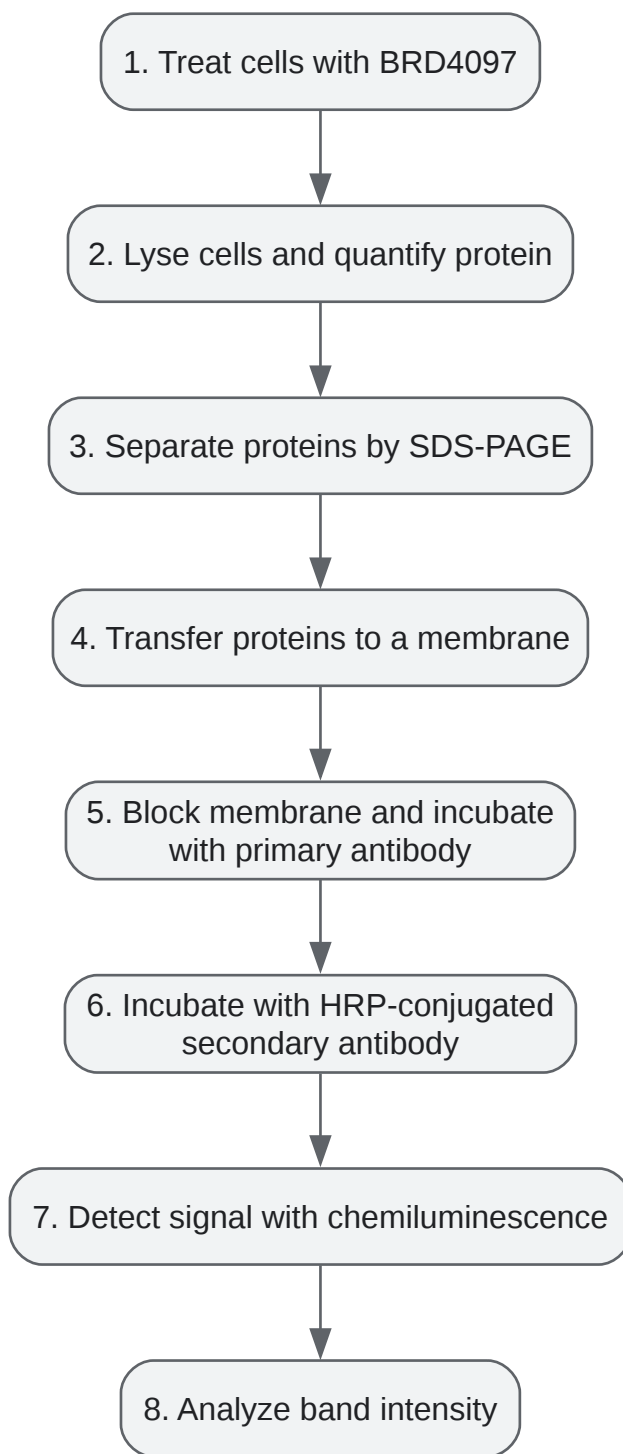 1. Treat cells with BRD4097
2. Lyse cells and quantify protein
3. Separate proteins by SDS-PAGE
4. Transfer proteins to a membrane
5. Block membrane and incubate
with primary antibody
6. Incubate with HRP-conjugated
secondary antibody
7. Detect signal with chemiluminescence
8. Analyze band intensity